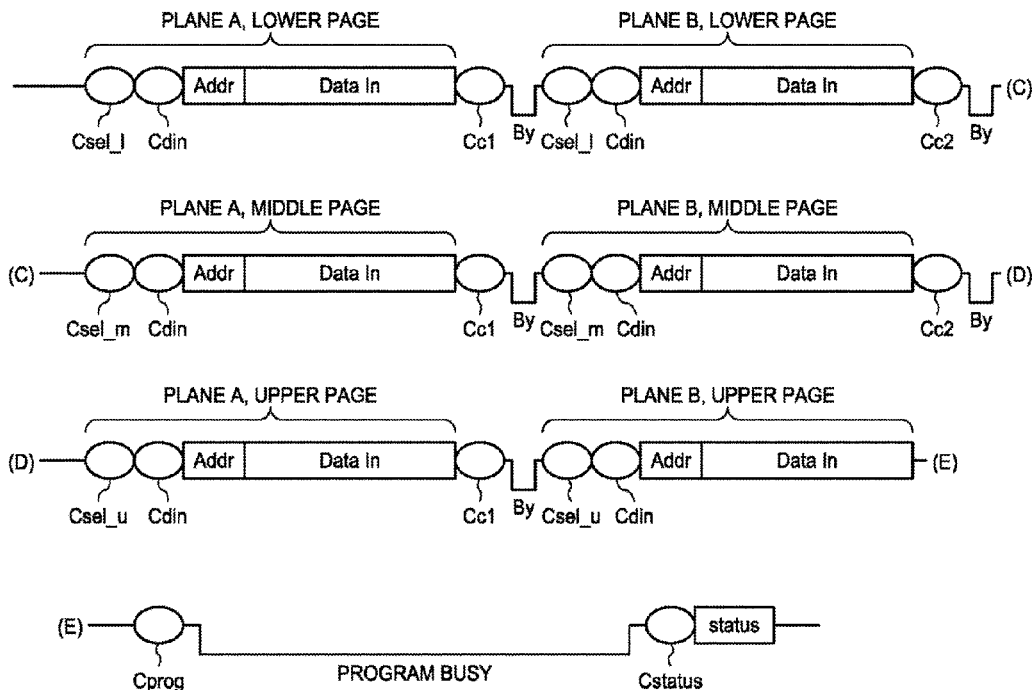 PLANE A, LOWER PAGE PLANE B, LOWER PAGE
Addr Data In Addr Data In (C)
Csel_l Cdin Cc1 By Csel_l Cdin Cc2 By
PLANE A, MIDDLE PAGE PLANE B, MIDDLE PAGE
(C) Addr Data In Addr Data In (D)
Csel_m Cdin Cc1 By Csel_m Cdin Cc2 By
PLANE A, UPPER PAGE PLANE B, UPPER PAGE
(D) Addr Data In Addr Data In (E)
Csel_u Cdin Cc1 By Csel_u Cdin
(E) status
Cprog PROGRAM BUSY Cstatus